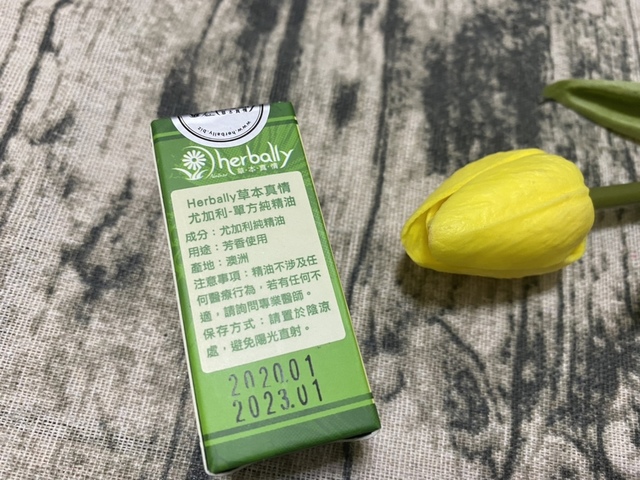 www.herbally.biz
herbally
草本真情
Herbally草本真情
尤加利-單方純精油
成分：尤加利純精油
用途：芳香使用
產地：澳洲
注意事項：精油不涉及任
何醫療行為，若有任何不
適，請詢問專業醫師。
保存方式：請置於陰涼
處，避免陽光直射。
2020.01
2023.01